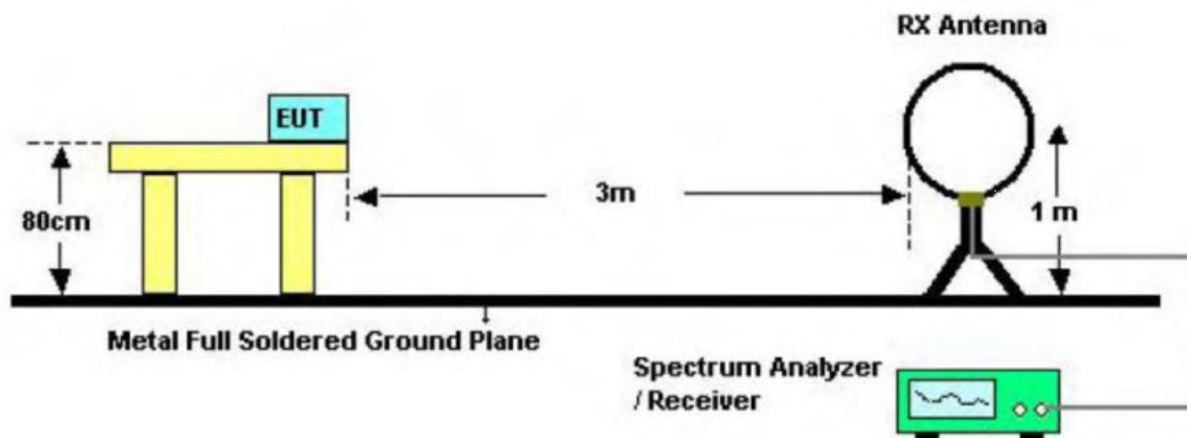 RX Antenna
EUT
80cm
3m
1 m
Metal Full Soldered Ground Plane
Spectrum Analyzer
/ Receiver